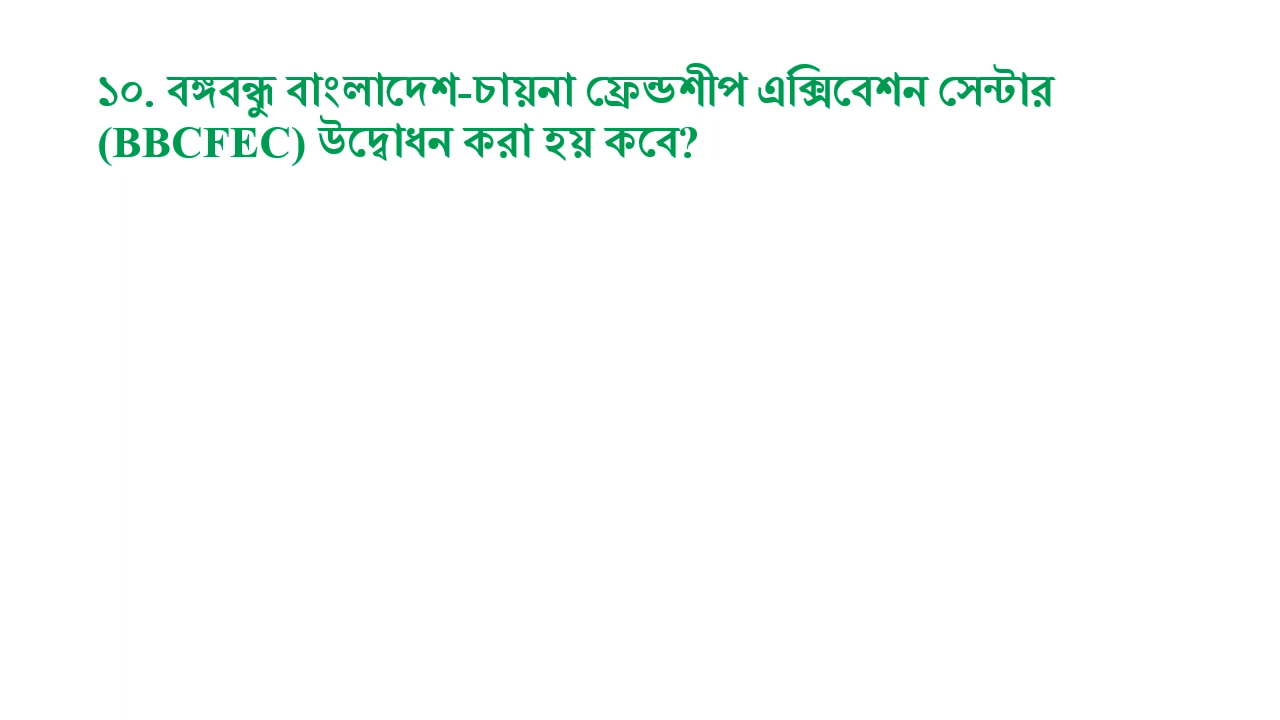 ১০. বঙ্গবন্ধু বাংলাদেশ-চায়না ফ্রেন্ডশীপ এক্সিবেশন সেন্টার
(BBCFEC) উদ্বোধন করা হয় কবে?